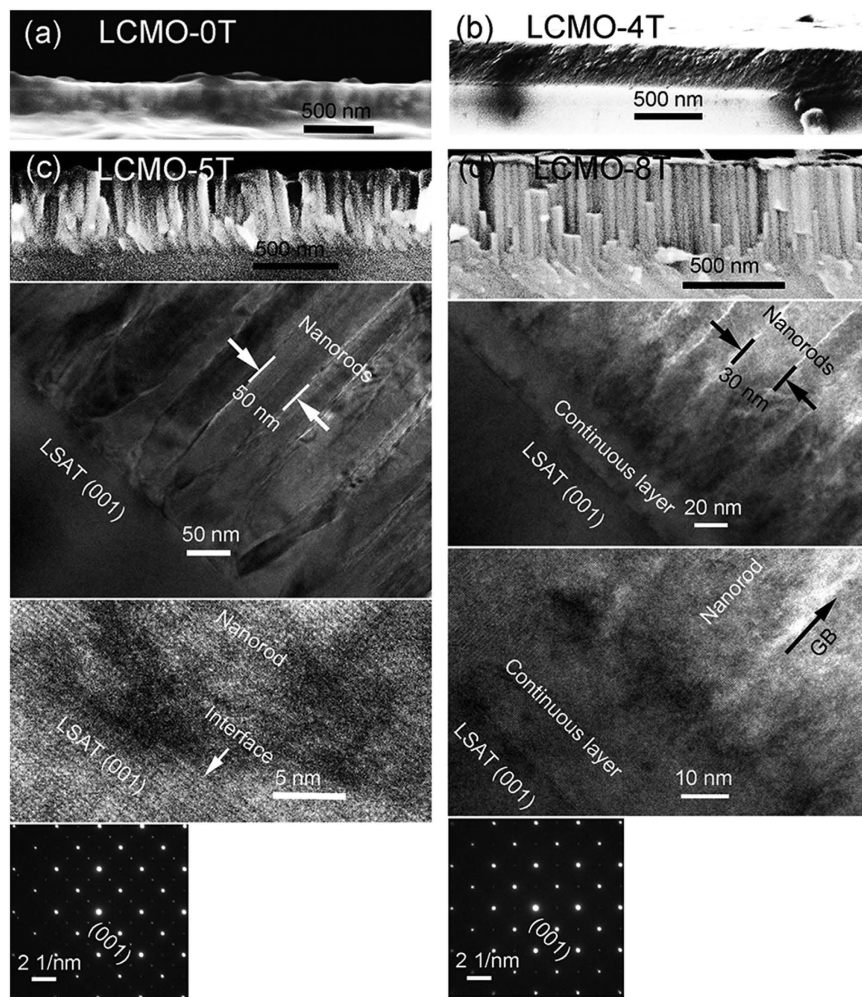 (a) LCMO-0T
500 nm
(b) LCMO-4T
500 nm
(c) LCMO-5T
500 nm
(d) LCMO-8T
500 nm
Nanorods
50 nm
LSAT (001)
50 nm
Nanorods
30 nm
Continuous layer
LSAT (001)
20 nm
Nanorod
Interface
LSAT (001)
5 nm
Nanorod
GB
Continuous layer
LSAT (001)
10 nm
(001)
2 1/nm
(001)
2 1/nm